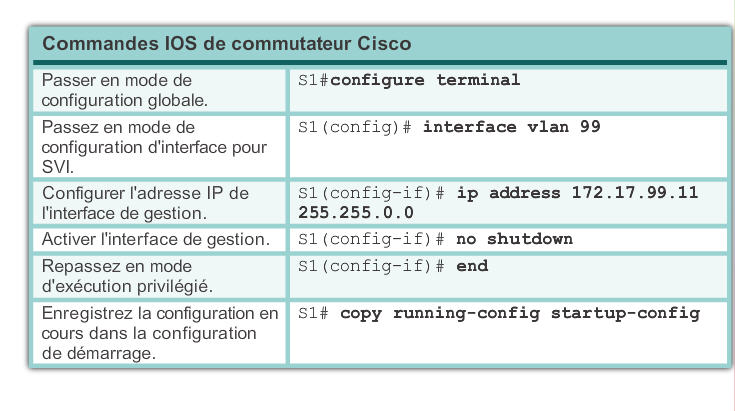 Commandes IOS de commutateur Cisco
Passer en mode de
configuration globale.
S1#configure terminal
Passez en mode de
configuration d'interface pour
SVI.
S1(config)# interface vlan 99
Configurer l'adresse IP de
l'interface de gestion.
S1(config-if)# ip address 172.17.99.11
255.255.0.0
Activer l'interface de gestion.
S1(config-if)# no shutdown
Repassez en mode
d'exécution privilégié.
S1(config-if)# end
Enregistrez la configuration en
cours dans la configuration
de démarrage.
S1# copy running-config startup-config